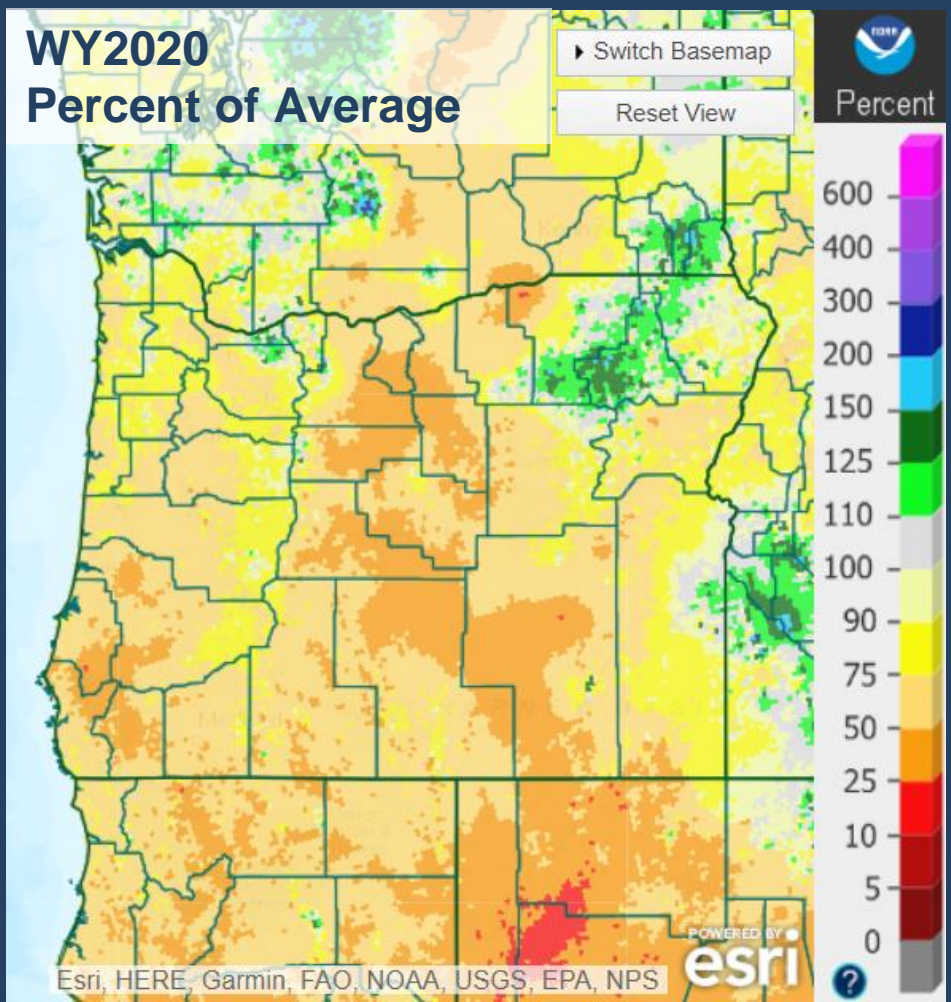 WY2020
Percent of Average
▸ Switch Basemap
Reset View
NOAA
Percent
600
400
300
200
150
125
110
100
90
75
50
25
10
5
0
POWERED BY
esri
Esri, HERE, Garmin, FAO, NOAA, USGS, EPA, NPS
?